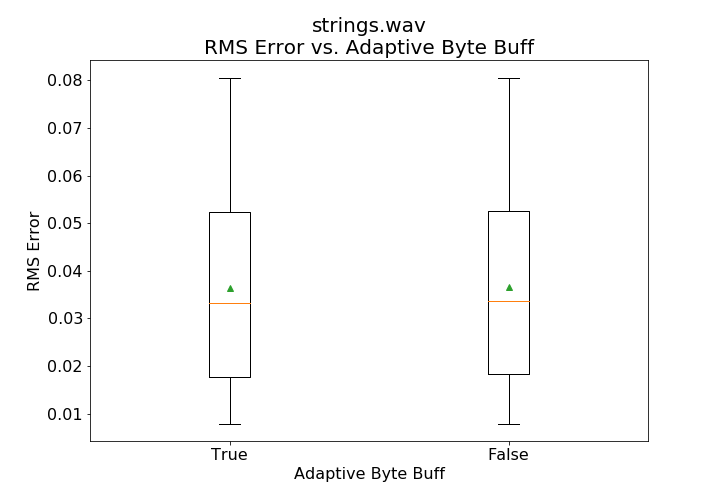 strings.wav
RMS Error vs. Adaptive Byte Buff
0.08
0.07
0.06
0.05
0.04
0.03
0.02
0.01
RMS Error
True
False
Adaptive Byte Buff